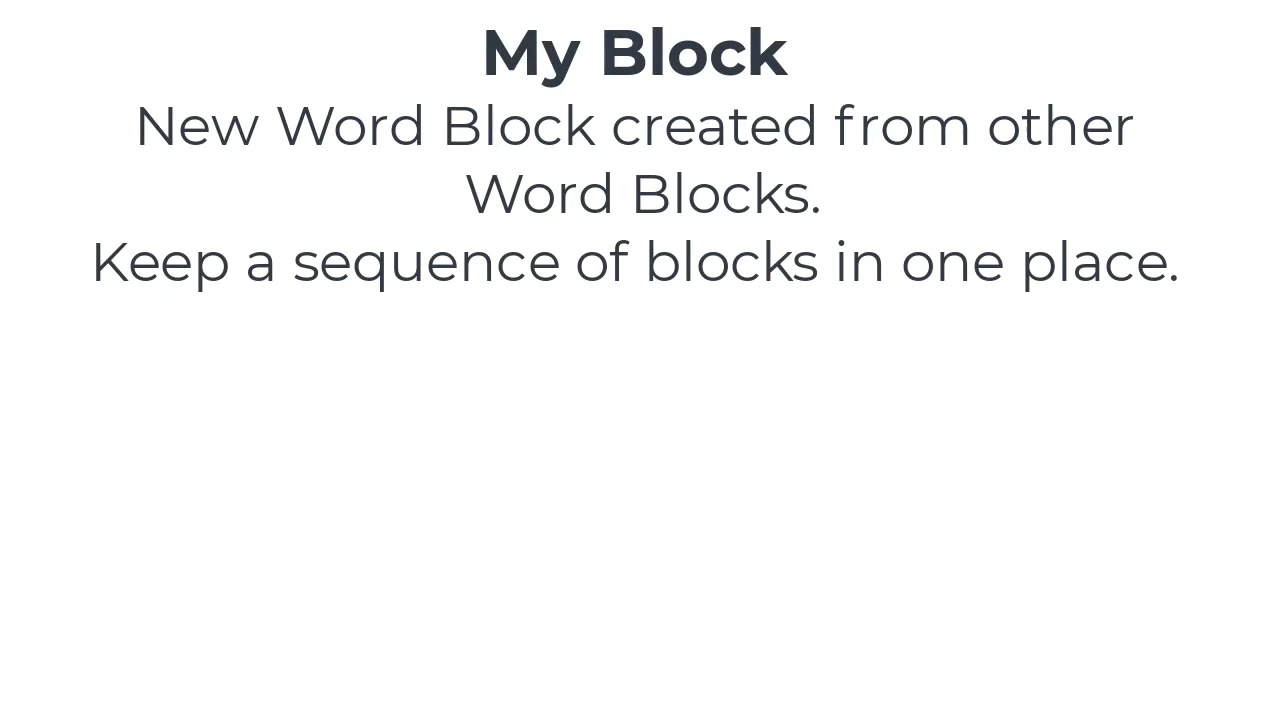 My Block
New Word Block created from other
Word Blocks.
Keep a sequence of blocks in one place.